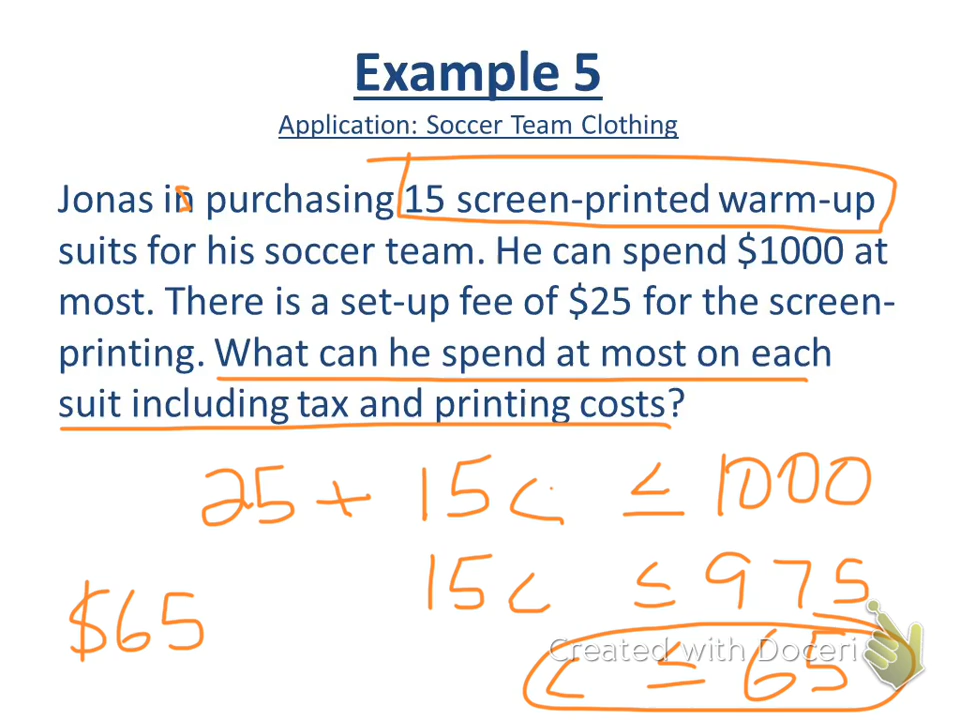 Example 5
Application: Soccer Team Clothing
Jonas is purchasing 15 screen-printed warm-up
suits for his soccer team. He can spend $1000 at
most. There is a set-up fee of $25 for the screen-
printing. What can he spend at most on each
suit including tax and printing costs?
25 + 15c ≤ 1000
15c ≤ 975
$65
Created with Doceri
c ≤ 65